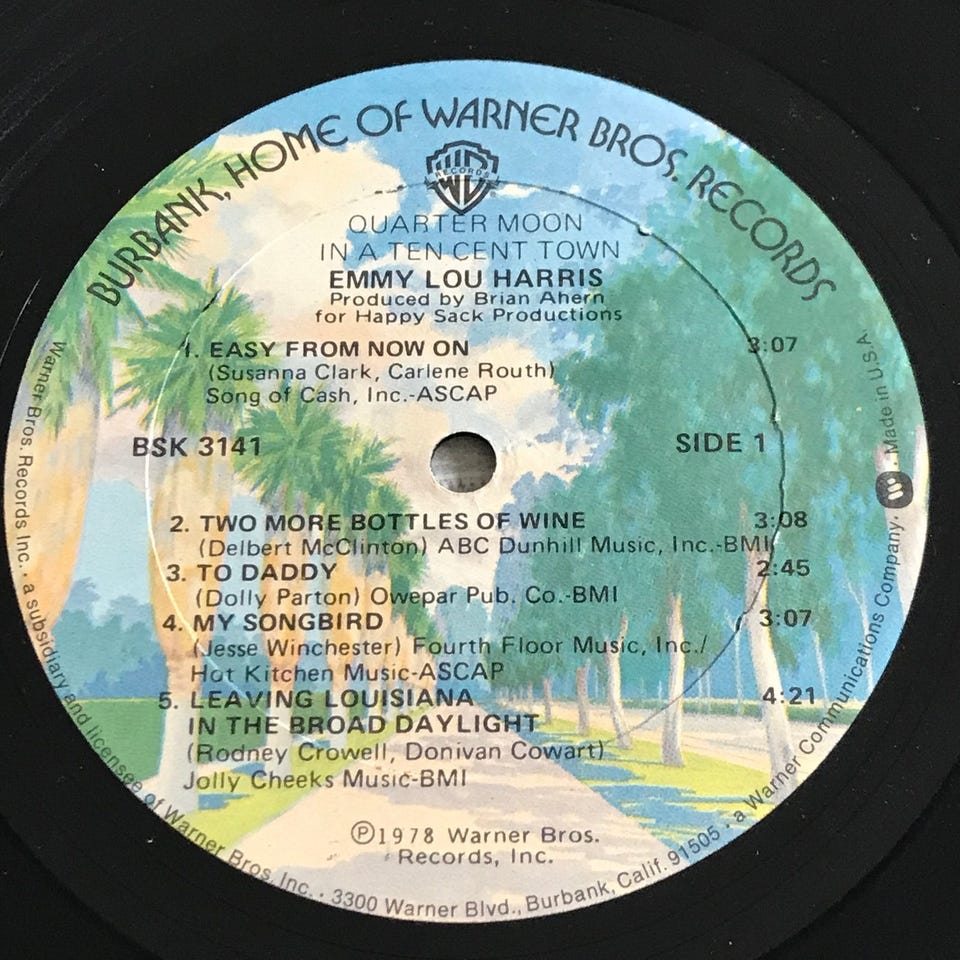 BURBANK, HOME OF WARNER BROS. RECORDS
WB
RECORDS
QUARTER MOON
IN A TEN CENT TOWN
EMMY LOU HARRIS
Produced by Brian Ahern
for Happy Sack Productions
1. EASY FROM NOW ON 3:07
(Susanna Clark, Carlene Routh)
Song of Cash, Inc.-ASCAP
BSK 3141 SIDE 1
2. TWO MORE BOTTLES OF WINE 3:08
(Delbert McClinton) ABC Dunhill Music, Inc.-BMI
3. TO DADDY 2:45
(Dolly Parton) Owepar Pub. Co.-BMI
4. MY SONGBIRD 3:07
(Jesse Winchester) Fourth Floor Music, Inc./
Hot Kitchen Music-ASCAP
5. LEAVING LOUISIANA 4:21
IN THE BROAD DAYLIGHT
(Rodney Crowell, Donivan Cowart)
Jolly Cheeks Music-BMI
℗1978 Warner Bros.
Records, Inc.
Warner Bros. Records Inc. · a subsidiary and licensee of Warner Bros. Inc. · 3300 Warner Blvd., Burbank, Calif. 91505 · a Warner Communications Company · Made in U.S.A.